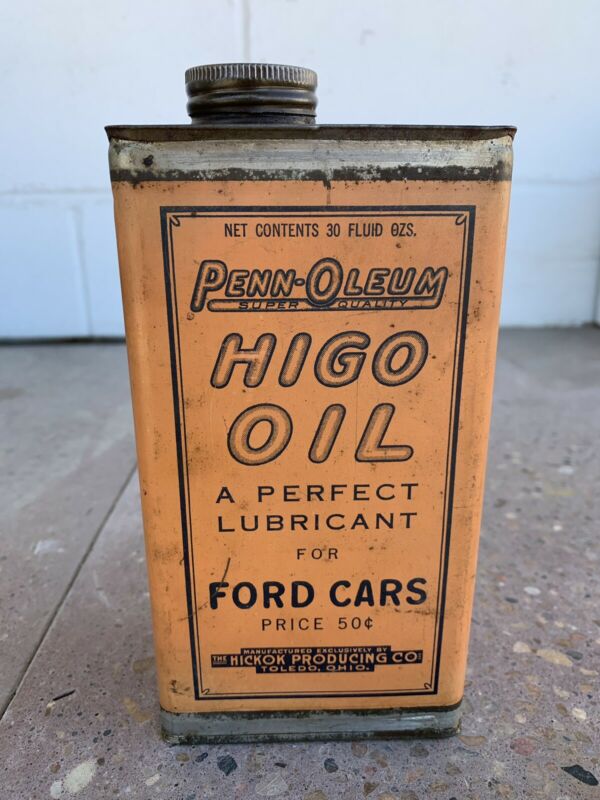 NET CONTENTS 30 FLUID OZS.
PENN-OLEUM
SUPER QUALITY
HIGO
OIL
A PERFECT
LUBRICANT
FOR
FORD CARS
PRICE 50¢
MANUFACTURED EXCLUSIVELY BY
THE HICKOK PRODUCING CO.
TOLEDO, OHIO.